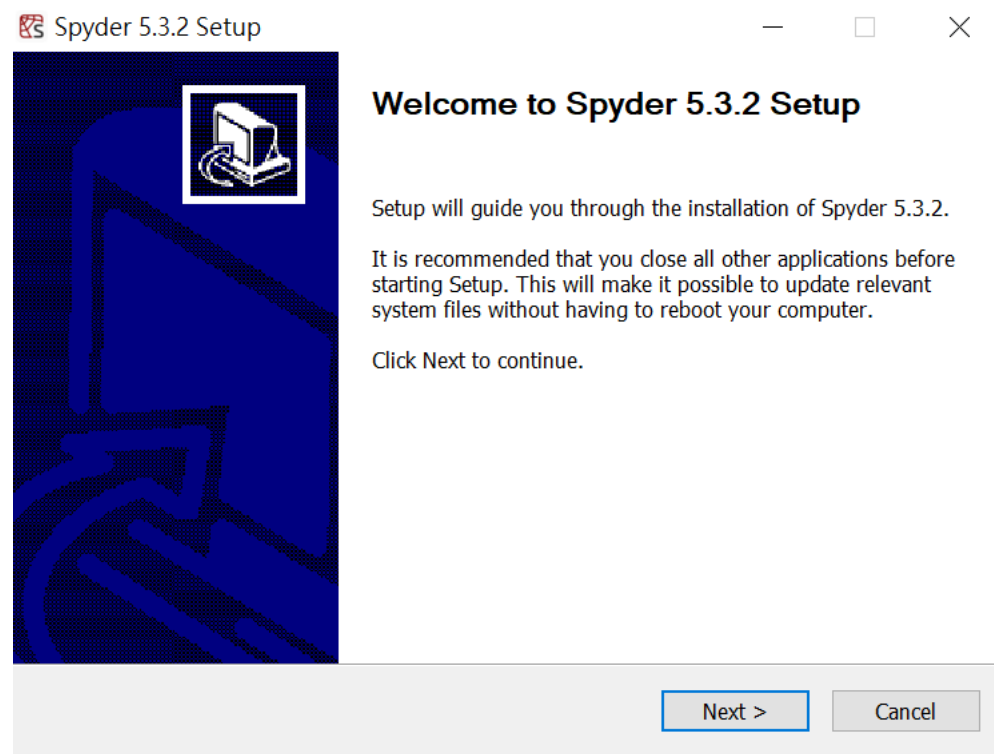 Spyder 5.3.2 Setup
Welcome to Spyder 5.3.2 Setup
Setup will guide you through the installation of Spyder 5.3.2.
It is recommended that you close all other applications before
starting Setup. This will make it possible to update relevant
system files without having to reboot your computer.
Click Next to continue.
Next >
Cancel